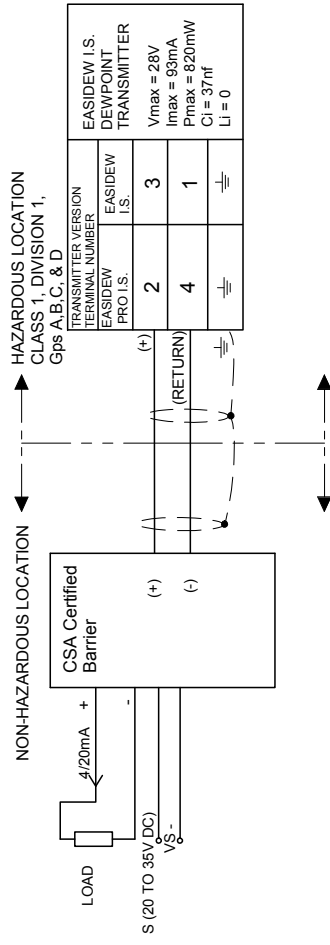 NON-HAZARDOUS LOCATION
HAZARDOUS LOCATION
CLASS 1, DIVISION 1,
Gps A,B,C, & D
LOAD
4/20mA
+
-
S (20 TO 35V DC)
VS -
CSA Certified
Barrier
(+)
(-)
(+)
(RETURN)
TRANSMITTER VERSION
TERMINAL NUMBER
EASIDEW
PRO I.S.
EASIDEW
I.S.
2
3
4
1
EASIDEW I.S.
DEWPOINT
TRANSMITTER
Vmax = 28V
Imax = 93mA
Pmax = 820mW
Ci = 37nf
Li = 0